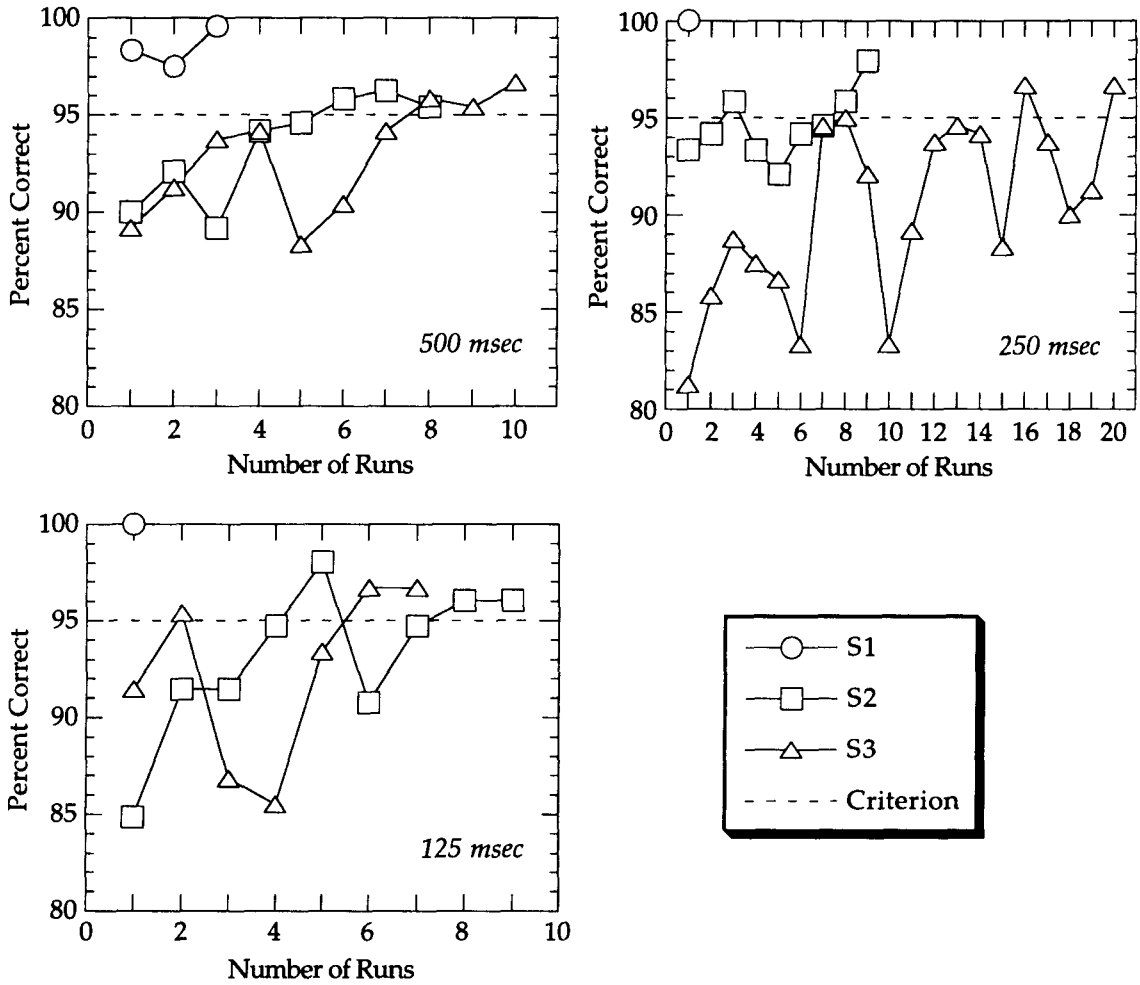 100
95
90
85
80
Percent Correct
500 msec
0 2 4 6 8 10
Number of Runs
100
95
90
85
80
Percent Correct
250 msec
0 2 4 6 8 10 12 14 16 18 20
Number of Runs
100
95
90
85
80
Percent Correct
125 msec
0 2 4 6 8 10
Number of Runs
S1
S2
S3
Criterion